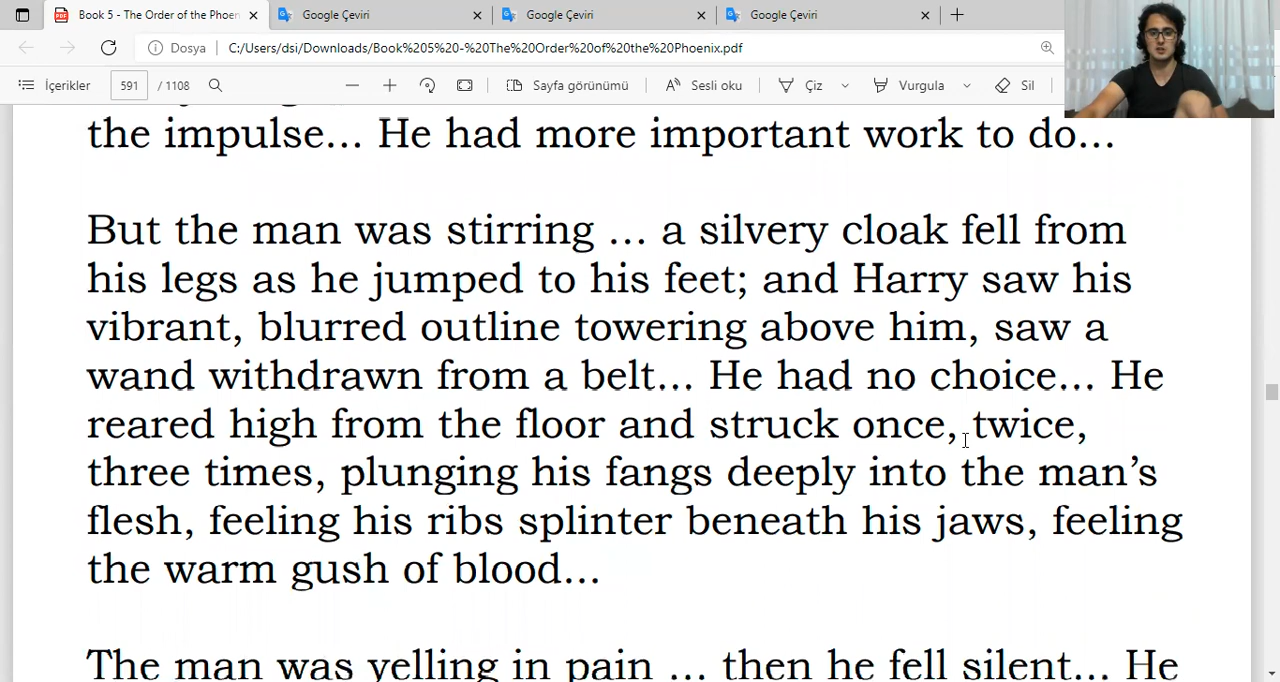 Book 5 - The Order of the Phoen
Google Çeviri
Google Çeviri
Google Çeviri
Dosya
C:/Users/dsi/Downloads/Book%205%20-%20The%20Order%20of%20the%20Phoenix.pdf
İçerikler
591 / 1108
Sayfa görünümü
Sesli oku
Çiz
Vurgula
Sil
the impulse… He had more important work to do…
But the man was stirring … a silvery cloak fell from
his legs as he jumped to his feet; and Harry saw his
vibrant, blurred outline towering above him, saw a
wand withdrawn from a belt… He had no choice… He
reared high from the floor and struck once, twice,
three times, plunging his fangs deeply into the man’s
flesh, feeling his ribs splinter beneath his jaws, feeling
the warm gush of blood…
The man was yelling in pain … then he fell silent… He